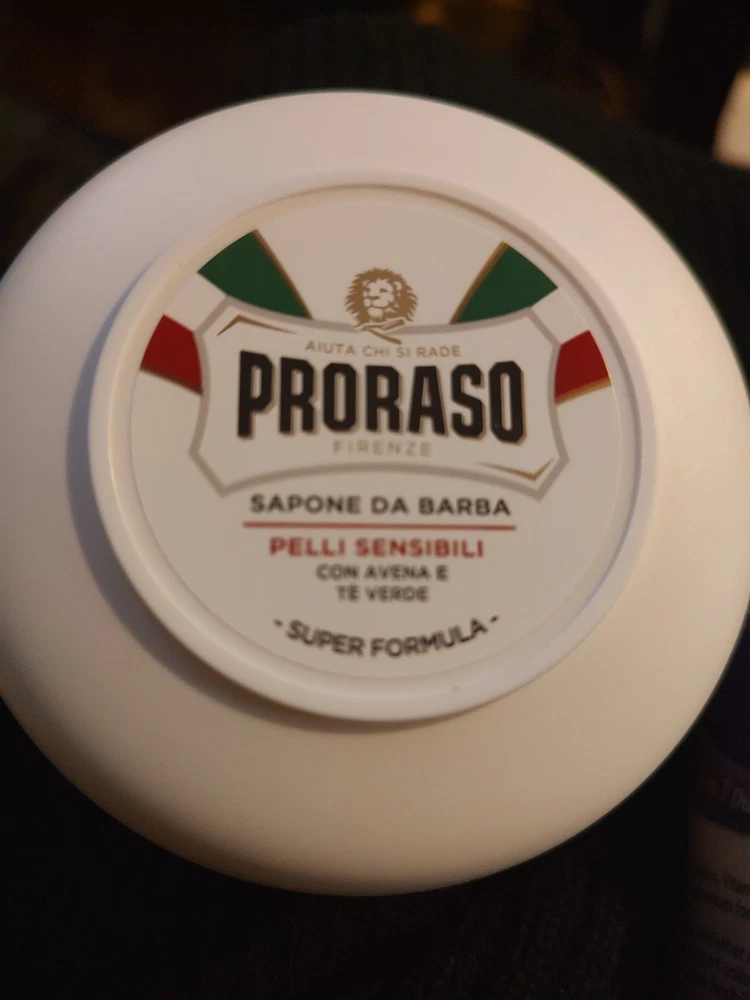 AIUTA CHI SI RADE
PRORASO
FIRENZE
SAPONE DA BARBA
PELLI SENSIBILI
CON AVENA E
TÈ VERDE
- SUPER FORMULA -